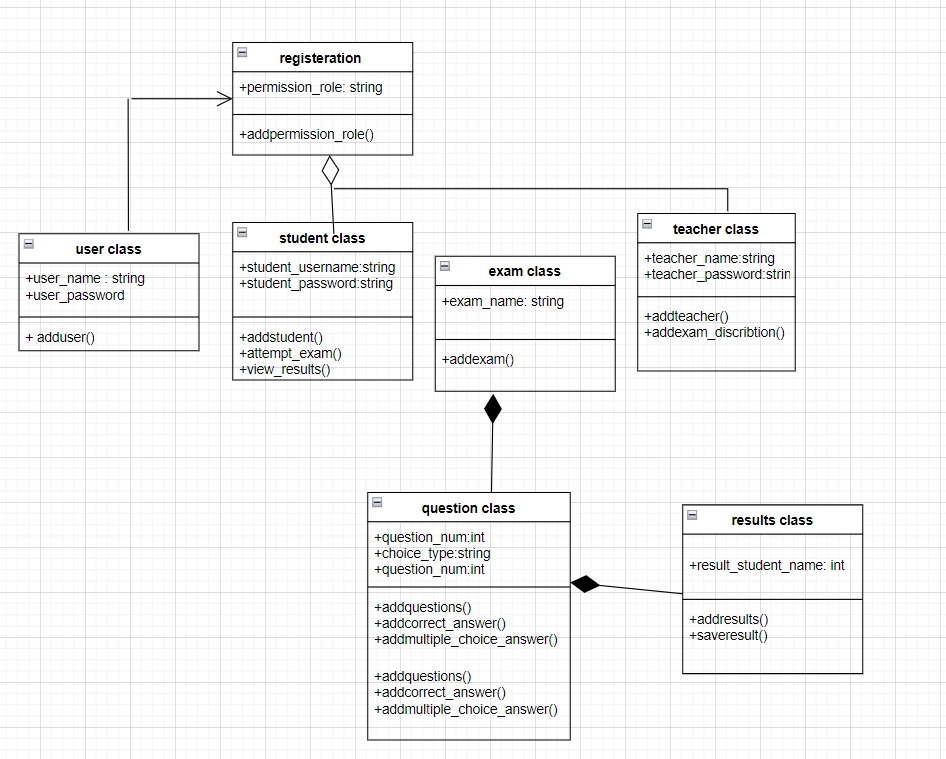 registeration
+permission_role: string
+addpermission_role()
user class
+user_name : string
+user_password
+ adduser()
student class
+student_username:string
+student_password:string
+addstudent()
+attempt_exam()
+view_results()
exam class
+exam_name: string
+addexam()
teacher class
+teacher_name:string
+teacher_password:strin
+addteacher()
+addexam_discribtion()
question class
+question_num:int
+choice_type:string
+question_num:int
+addquestions()
+addcorrect_answer()
+addmultiple_choice_answer()
+addquestions()
+addcorrect_answer()
+addmultiple_choice_answer()
results class
+result_student_name: int
+addresults()
+saveresult()